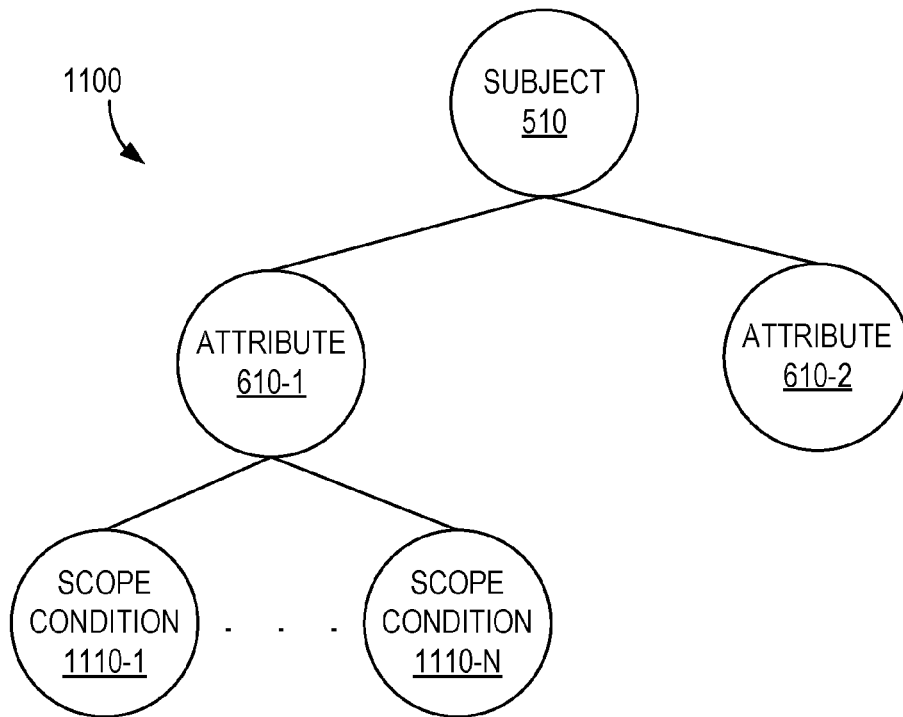 1100
SUBJECT
510
ATTRIBUTE
610-1
ATTRIBUTE
610-2
SCOPE
CONDITION
1110-1
. . .
SCOPE
CONDITION
1110-N